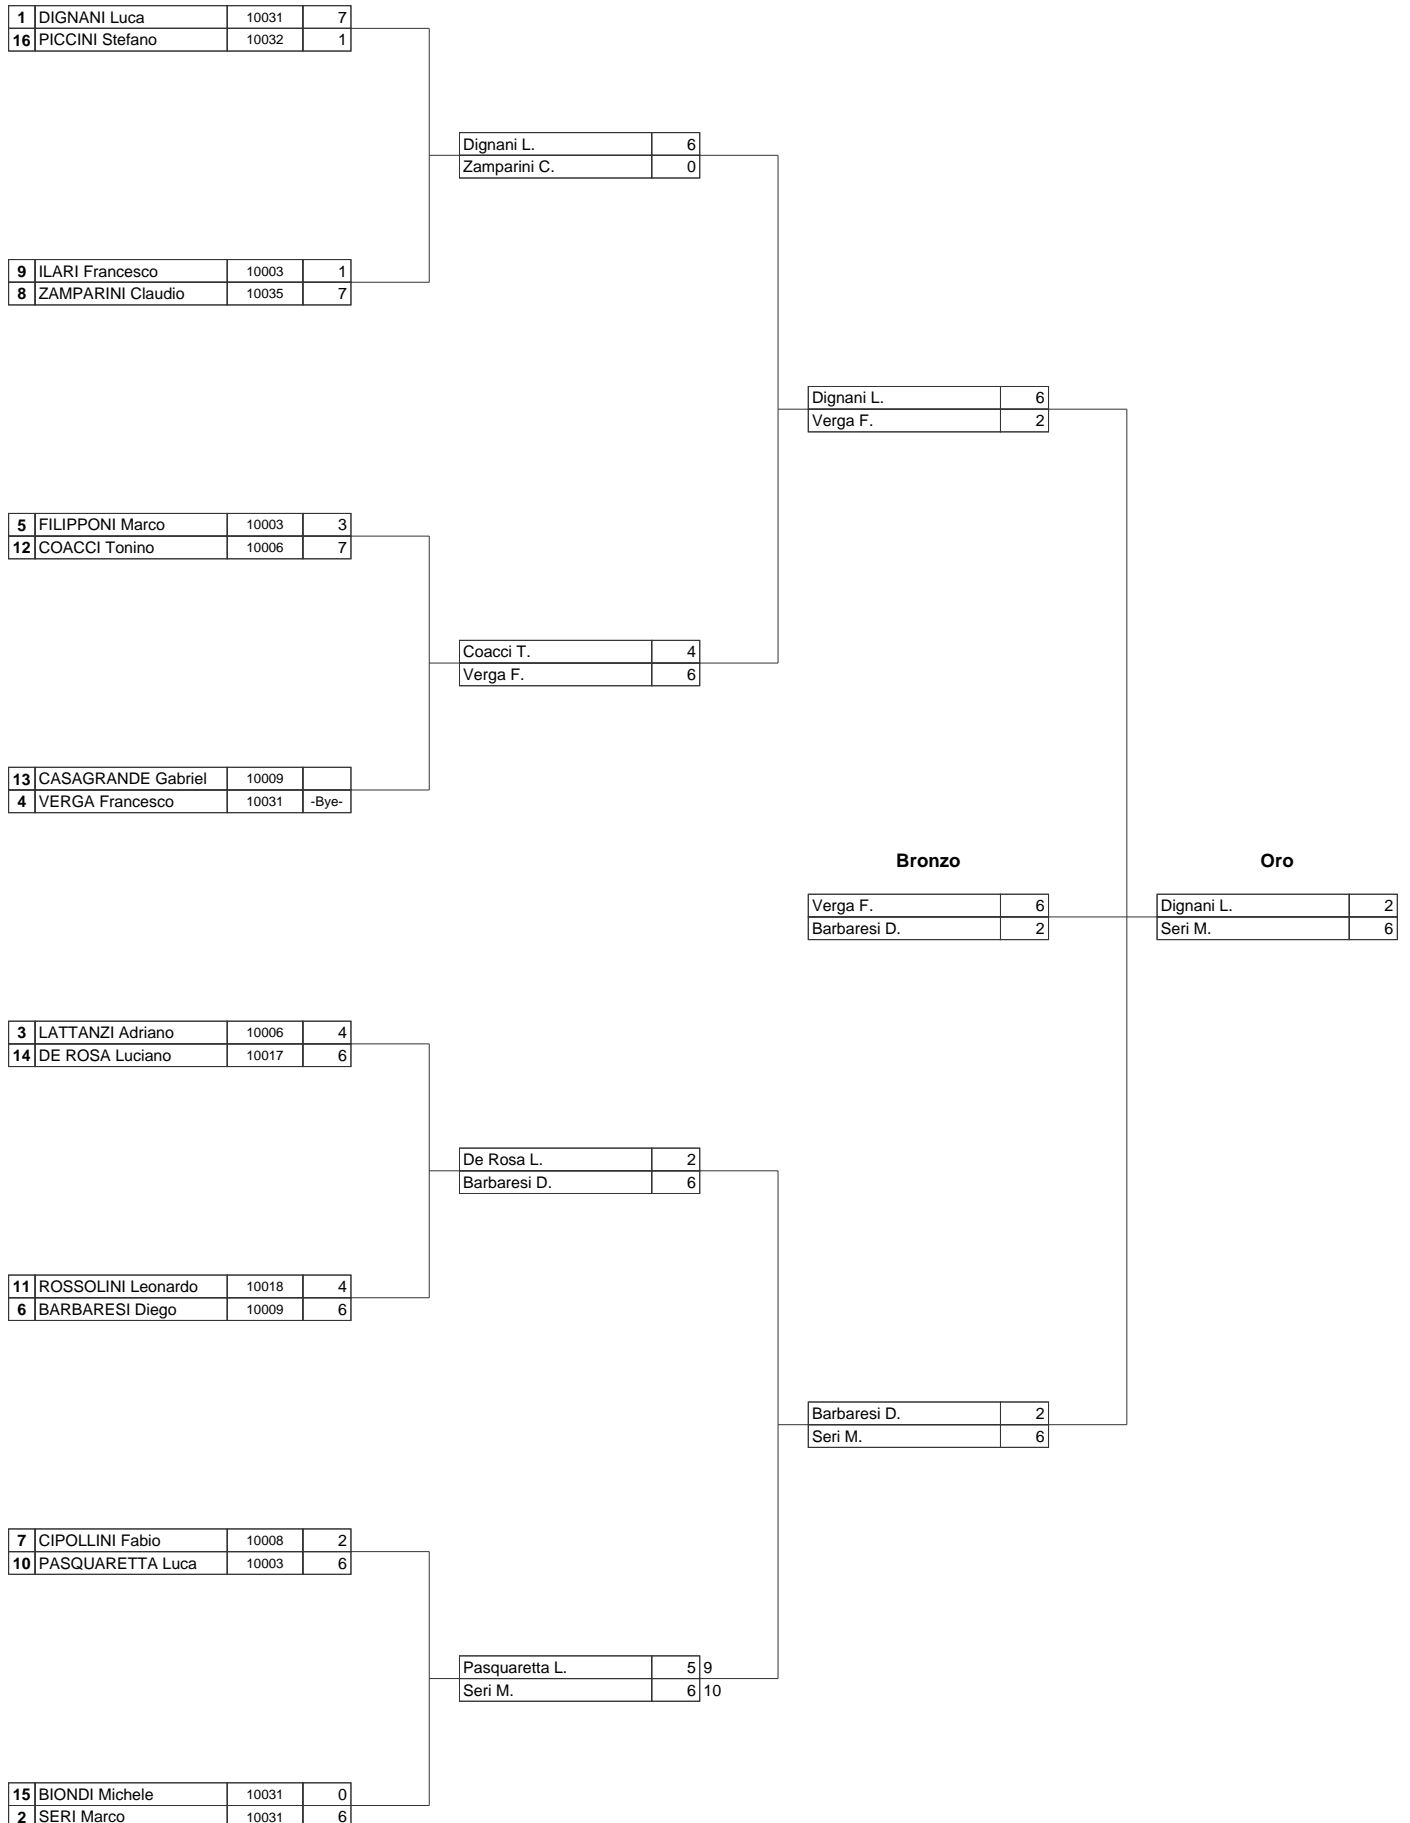 1 DIGNANI Luca 10031 7
16 PICCINI Stefano 10032 1
Dignani L. 6
Zamparini C. 0
9 ILARI Francesco 10003 1
8 ZAMPARINI Claudio 10035 7
Dignani L. 6
Verga F. 2
5 FILIPPONI Marco 10003 3
12 COACCI Tonino 10006 7
Coacci T. 4
Verga F. 6
13 CASAGRANDE Gabriel 10009
4 VERGA Francesco 10031 -Bye-
Bronzo Oro
Verga F. 6 Dignani L. 2
Barbaresi D. 2 Seri M. 6
3 LATTANZI Adriano 10006 4
14 DE ROSA Luciano 10017 6
De Rosa L. 2
Barbaresi D. 6
11 ROSSOLINI Leonardo 10018 4
6 BARBARESI Diego 10009 6
Barbaresi D. 2
Seri M. 6
7 CIPOLLINI Fabio 10008 2
10 PASQUARETTA Luca 10003 6
Pasquaretta L. 5 9
Seri M. 6 10
15 BIONDI Michele 10031 0
2 SERI Marco 10031 6